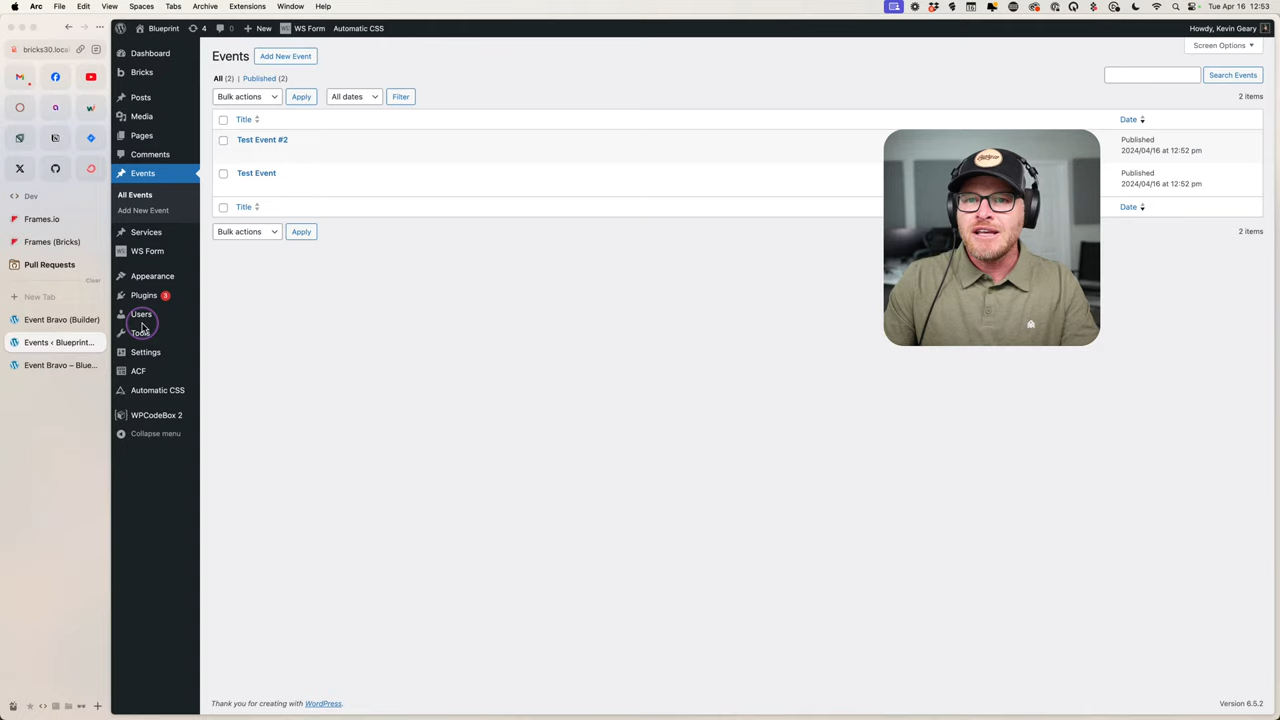 Arc File Edit View Spaces Tabs Archive Extensions Window Help Tue Apr 16 12:53
bricks30.local
Blueprint 4 0 New WS Form Automatic CSS Howdy, Kevin Geary
Screen Options
Dashboard
Bricks
Posts
Media
Pages
Comments
Events
All Events
Add New Event
Services
WS Form
Appearance
Plugins 3
Users
Tools
Settings
ACF
Automatic CSS
WPCodeBox 2
Collapse menu
Dev
Frames.io
Frames (Bricks)
Pull Requests
Clear
New Tab
Event Bravo (Builder)
Events ‹ Blueprint...
Event Bravo – Blue...
Events Add New Event
All (2) | Published (2)
Search Events
Bulk actions Apply All dates Filter
2 items
Title Date
Test Event #2 Published
2024/04/16 at 12:52 pm
Test Event Published
2024/04/16 at 12:52 pm
Title Date
Bulk actions Apply
2 items
Thank you for creating with WordPress. Version 6.5.2